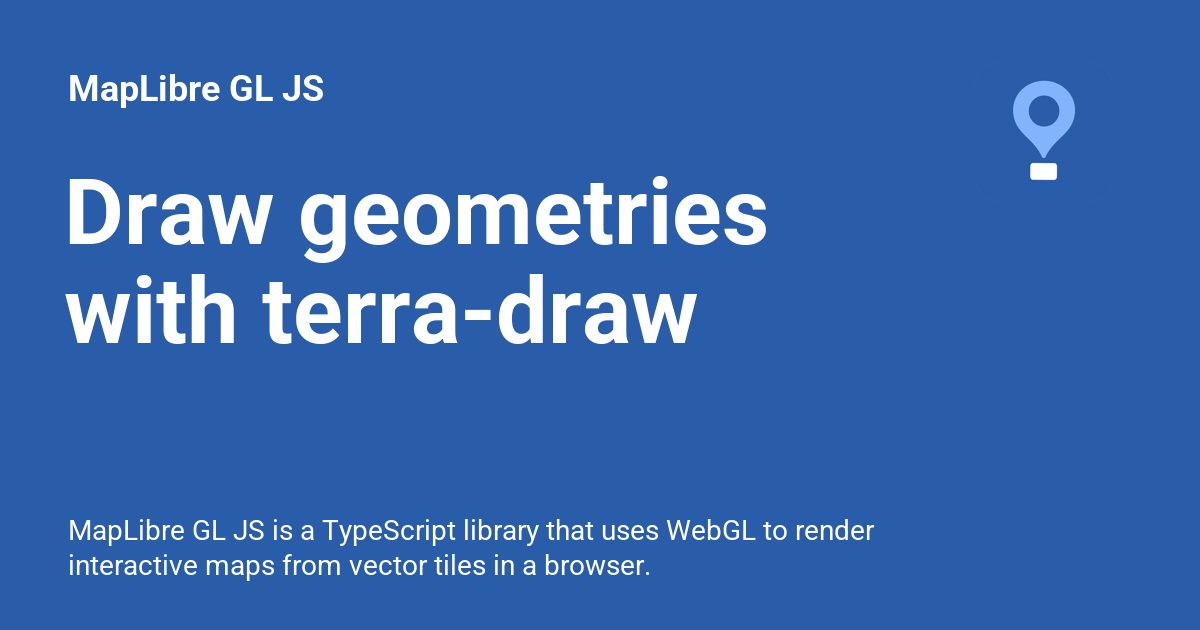 MapLibre GL JS
Draw geometries
with terra-draw
MapLibre GL JS is a TypeScript library that uses WebGL to render
interactive maps from vector tiles in a browser.